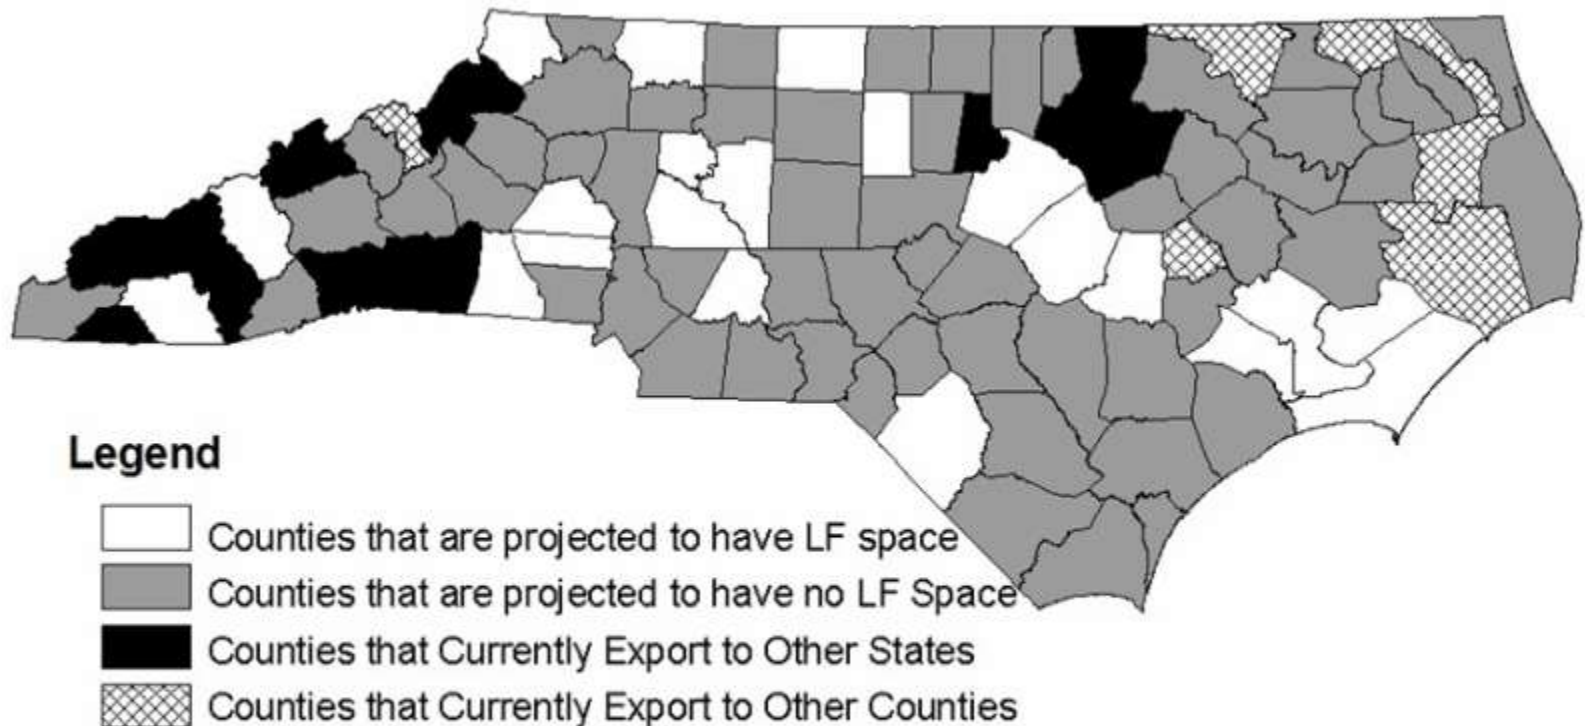 Legend
Counties that are projected to have LF space
Counties that are projected to have no LF Space
Counties that Currently Export to Other States
Counties that Currently Export to Other Counties